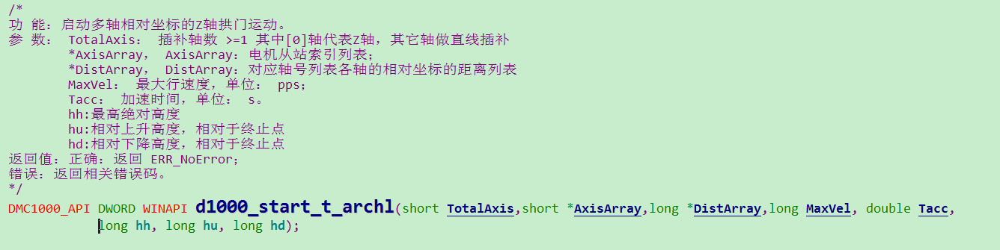 /*
功 能：启动多轴相对坐标的Z轴拱门运动。
参 数： TotalAxis： 插补轴数 >=1 其中[0]轴代表Z轴，其它轴做直线插补
*AxisArray， AxisArray：电机从站索引列表；
*DistArray， DistArray：对应轴号列表各轴的相对坐标的距离列表
MaxVel： 最大行速度，单位： pps；
Tacc： 加速时间，单位： s。
hh:最高绝对高度
hu:相对上升高度，相对于终止点
hd:相对下降高度，相对于终止点
返回值：正确：返回 ERR_NoError；
错误：返回相关错误码。
*/
DMC1000_API DWORD WINAPI d1000_start_t_archl(short TotalAxis,short *AxisArray,long *DistArray,long MaxVel, double Tacc,
long hh, long hu, long hd);